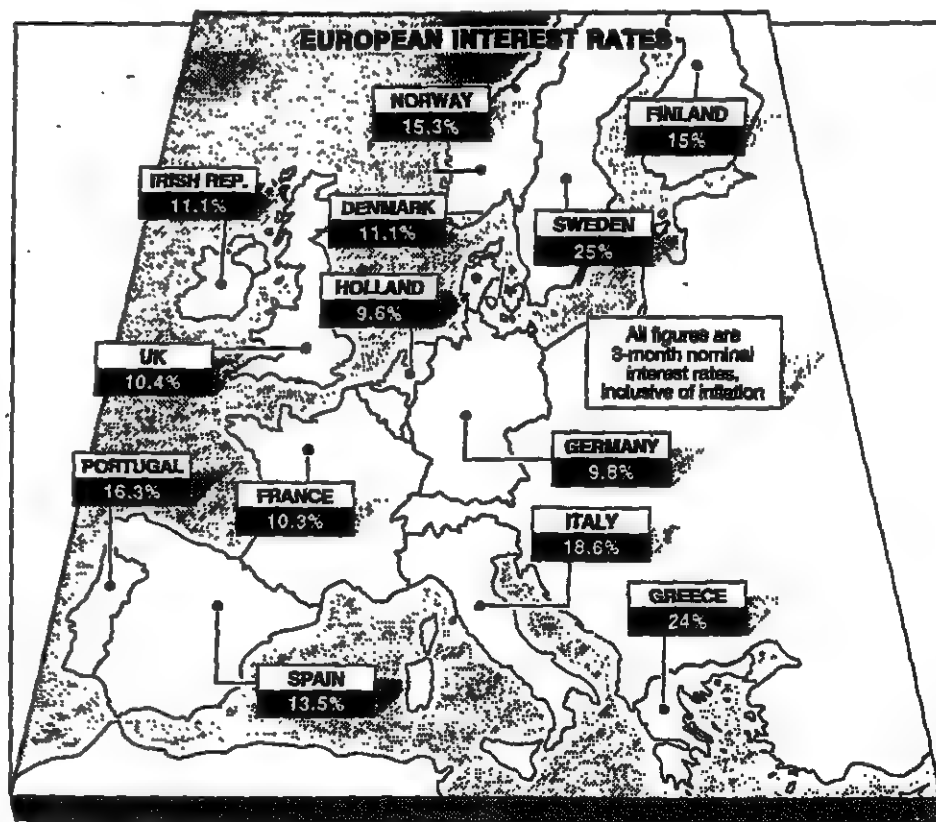 EUROPEAN INTEREST RATES
NORWAY
15.3%
FINLAND
15%
IRISH REP.
11.1%
DENMARK
11.1%
SWEDEN
25%
HOLLAND
9.6%
All figures are
3-month nominal
interest rates,
inclusive of inflation
UK
10.4%
GERMANY
9.8%
PORTUGAL
16.3%
FRANCE
10.3%
ITALY
18.6%
GREECE
24%
SPAIN
13.5%